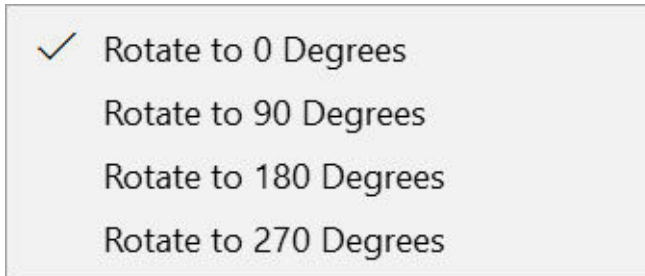 Rotate to 0 Degrees
Rotate to 90 Degrees
Rotate to 180 Degrees
Rotate to 270 Degrees